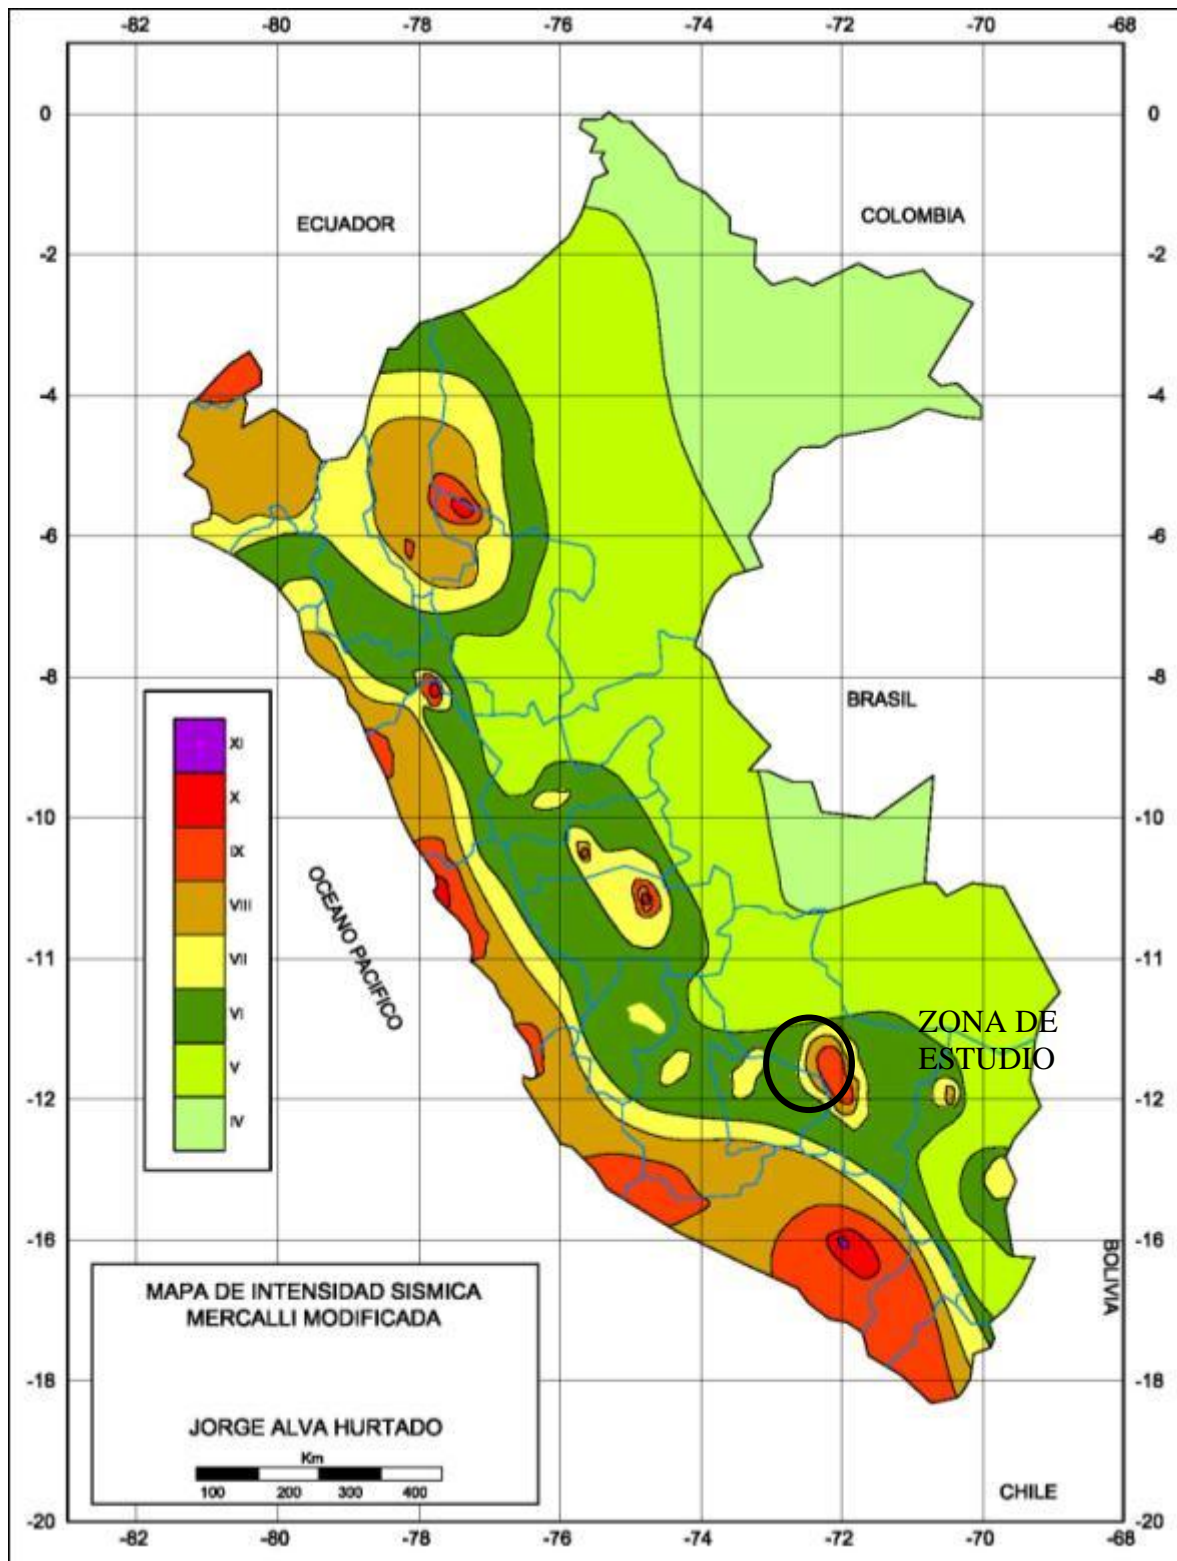 -82 -80 -78 -76 -74 -72 -70 -68
0 0
COLOMBIA
ECUADOR
-2 -2
-4 -4
-6 -6
-8 -8
BRASIL
XI
X
IX
VIII
VII
VI
V
IV
-10 -10
OCEANO PACIFICO
-11 -11
ZONA DE
ESTUDIO
-12 -12
-16 -16
BOLIVIA
MAPA DE INTENSIDAD SISMICA
MERCALLI MODIFICADA
-18 -18
JORGE ALVA HURTADO
Km
100 200 300 400
CHILE
-20 -20
-82 -80 -78 -76 -74 -72 -70 -68